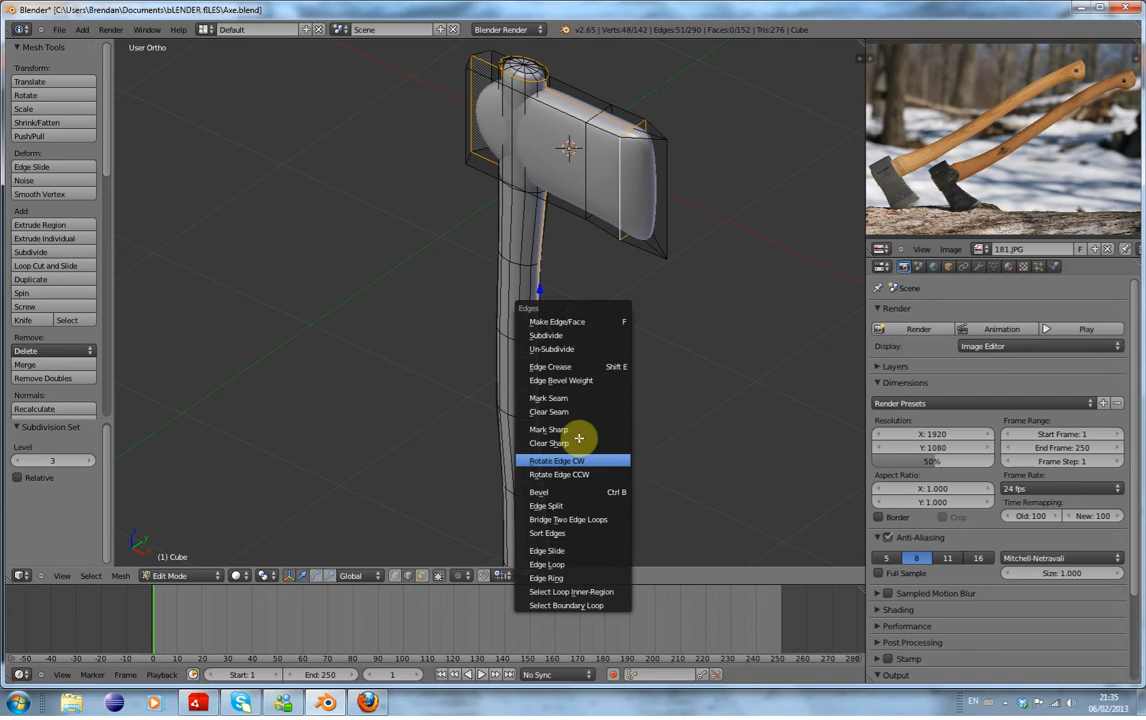 Blender* [C:\Users\Brendan\Documents\bLENDER fILES\Axe.blend]
File Add Render Window Help Default Scene Blender Render v2.65 | Verts:48/142 | Edges:51/290 | Faces:0/152 | Tris:276 | Cube
Mesh Tools
Transform:
Translate
Rotate
Scale
Shrink/Fatten
Push/Pull
Deform:
Edge Slide
Noise
Smooth Vertex
Add:
Extrude Region
Extrude Individual
Subdivide
Loop Cut and Slide
Duplicate
Spin
Screw
Knife Select
Remove:
Delete
Merge
Remove Doubles
Normals:
Recalculate
Subdivision Set
Level
3
Relative
User Ortho
(1) Cube
Edges
Make Edge/Face F
Subdivide
Un-Subdivide
Edge Crease Shift E
Edge Bevel Weight
Mark Seam
Clear Seam
Mark Sharp
Clear Sharp
Rotate Edge CW
Rotate Edge CCW
Bevel Ctrl B
Edge Split
Bridge Two Edge Loops
Sort Edges
Edge Slide
Edge Loop
Edge Ring
Select Loop Inner-Region
Select Boundary Loop
View Select Mesh Edit Mode Global
-50 -40 -30 -20 -10 0 10 20 30 40 50 60 70 80 90 100 110 120 130 140 150 160 170 180 190 200 210 220 230 240 250 260 270 280
View Marker Frame Playback Start: 1 End: 250 1 No Sync
View Image 181.JPG F
Scene
Render
Render Animation Play
Display: Image Editor
Layers
Dimensions
Render Presets
Resolution: Frame Range:
X: 1920 Start Frame: 1
Y: 1080 End Frame: 250
50% Frame Step: 1
Aspect Ratio: Frame Rate:
X: 1.000 24 fps
Y: 1.000 Time Remapping:
Border Crop Old: 100 New: 100
Anti-Aliasing
5 8 11 16 Mitchell-Netravali
Full Sample Size: 1.000
Sampled Motion Blur
Shading
Performance
Post Processing
Stamp
Output
EN
21:35
06/02/2013